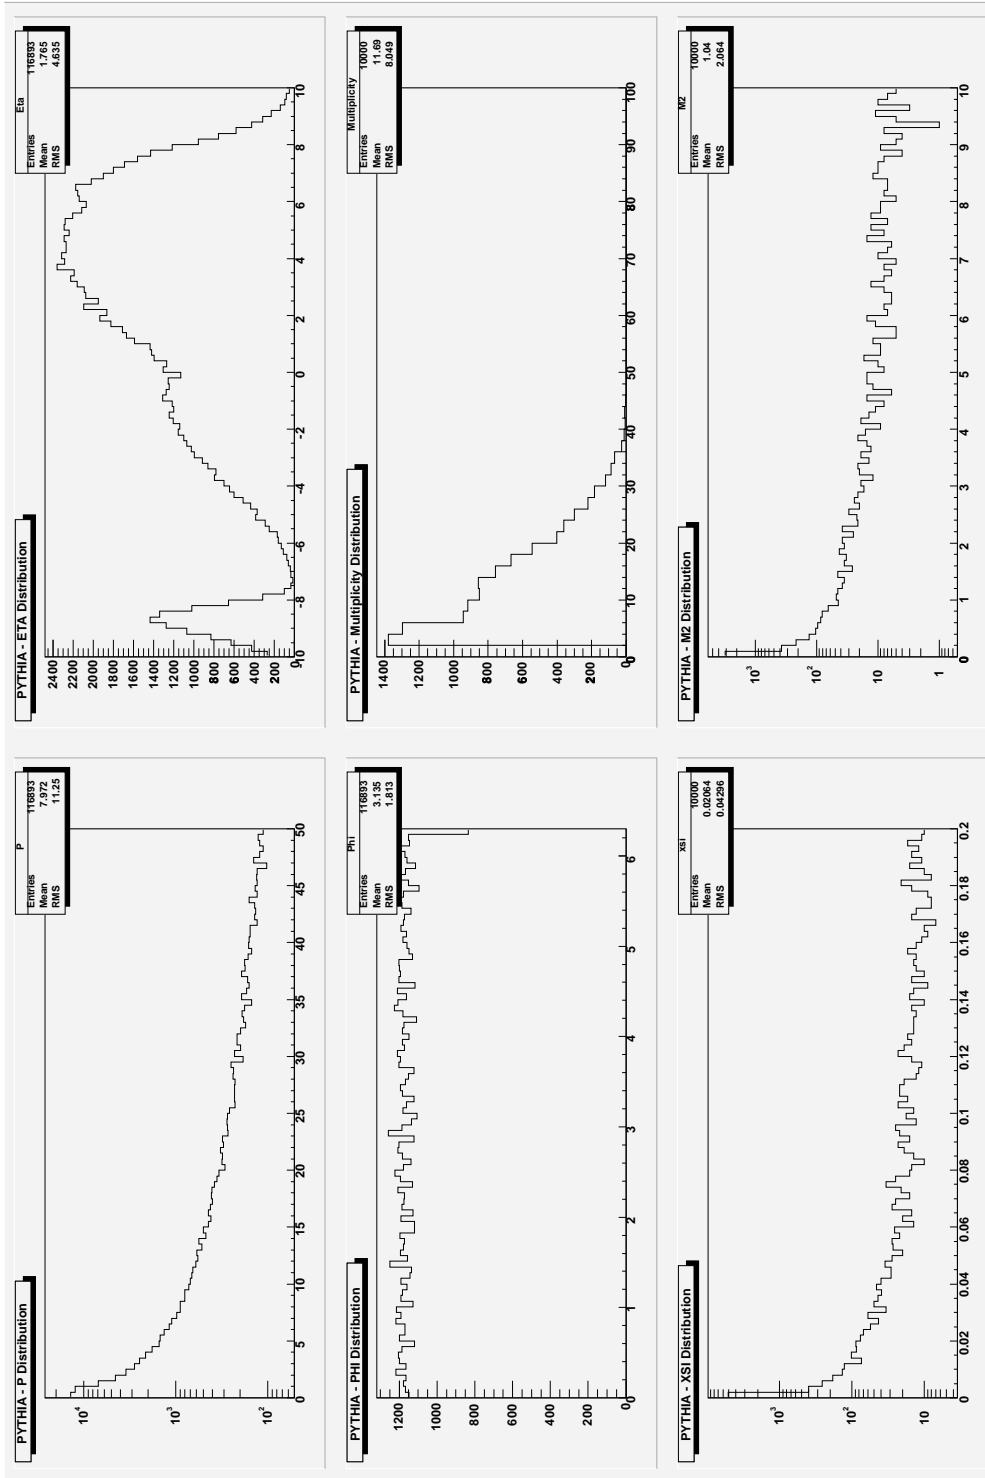 PYTHIA - P Distribution
P
Entries 116893
Mean 7.972
RMS 11.25
10⁴
10³
10²
0 5 10 15 20 25 30 35 40 45 50
PYTHIA - ETA Distribution
Eta
Entries 116893
Mean 1.765
RMS 4.635
2400
2200
2000
1800
1600
1400
1200
1000
800
600
400
200
0
-10 -8 -6 -4 -2 0 2 4 6 8 10
PYTHIA - PHI Distribution
Phi
Entries 116893
Mean 3.135
RMS 1.813
1200
1000
800
600
400
200
0
0 1 2 3 4 5 6
PYTHIA - Multiplicity Distribution
Multiplicity
Entries 10000
Mean 11.69
RMS 8.049
1400
1200
1000
800
600
400
200
0
0 10 20 30 40 50 60 70 80 90 100
PYTHIA - XSI Distribution
xsi
Entries 10000
Mean 0.02064
RMS 0.04296
10³
10²
10
0 0.02 0.04 0.06 0.08 0.1 0.12 0.14 0.16 0.18 0.2
PYTHIA - M2 Distribution
M2
Entries 10000
Mean 1.04
RMS 2.064
10³
10²
10
1
0 1 2 3 4 5 6 7 8 9 10